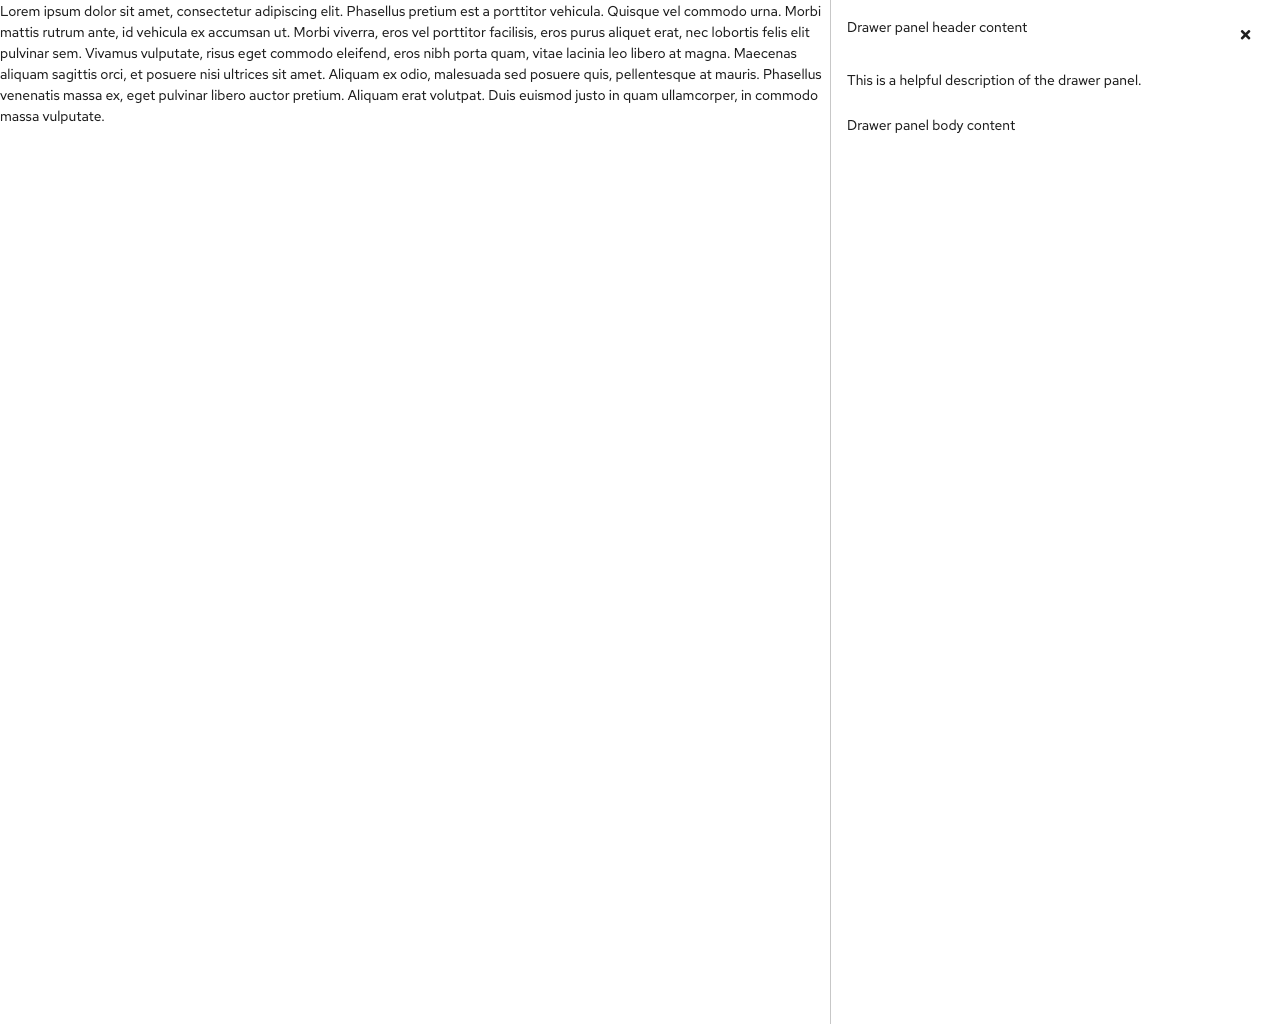 Lorem ipsum dolor sit amet, consectetur adipiscing elit. Phasellus pretium est a porttitor vehicula. Quisque vel commodo urna. Morbi
mattis rutrum ante, id vehicula ex accumsan ut. Morbi viverra, eros vel porttitor facilisis, eros purus aliquet erat, nec lobortis felis elit
pulvinar sem. Vivamus vulputate, risus eget commodo eleifend, eros nibh porta quam, vitae lacinia leo libero at magna. Maecenas
aliquam sagittis orci, et posuere nisi ultrices sit amet. Aliquam ex odio, malesuada sed posuere quis, pellentesque at mauris. Phasellus
venenatis massa ex, eget pulvinar libero auctor pretium. Aliquam erat volutpat. Duis euismod justo in quam ullamcorper, in commodo
massa vulputate.
Drawer panel header content
This is a helpful description of the drawer panel.
Drawer panel body content